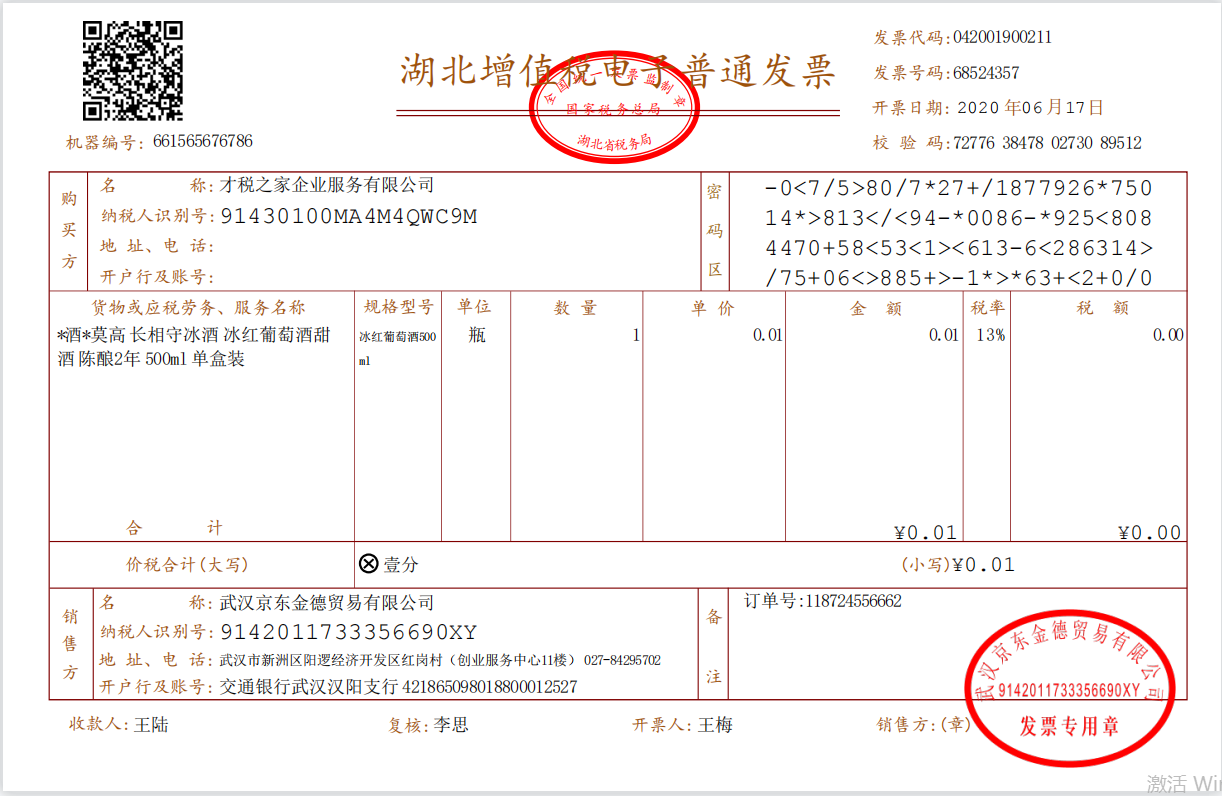 湖北增值税电子普通发票
全国统一发票监制章
国家税务总局
湖北省税务局
发票代码:042001900211
发票号码:68524357
开票日期: 2020 年06 月17 日
校 验 码:72776 38478 02730 89512
机器编号: 661565676786
购买方
名 称: 才税之家企业服务有限公司
纳税人识别号: 91430100MA4M4QWC9M
地 址、电 话:
开户行及账号:
密码区
-0<7/5>80/7*27+/1877926*750
14*>813</<94-*0086-*925<808
4470+58<53<1><613-6<286314>
/75+06<>885+>-1*>*63+<2+0/0
货物或应税劳务、服务名称 规格型号 单位 数 量 单 价 金 额 税率 税 额
*酒*莫高 长相守冰酒 冰红葡萄酒甜 冰红葡萄酒500 瓶 1 0.01 0.01 13% 0.00
酒 陈酿2年 500ml 单盒装 ml
合 计 ¥0.01 ¥0.00
价税合计(大写) ⊗ 壹分 (小写)¥0.01
销售方
名 称: 武汉京东金德贸易有限公司
纳税人识别号: 9142011733356690XY
地 址、电 话: 武汉市新洲区阳逻经济开发区红岗村（创业服务中心11楼） 027-84295702
开户行及账号: 交通银行武汉汉阳支行 421865098018800012527
备注
订单号:118724556662
收款人: 王陆 复核: 李思 开票人: 王梅 销售方:(章)
武汉京东金德贸易有限公司
9142011733356690XY
发票专用章
激活 Wi